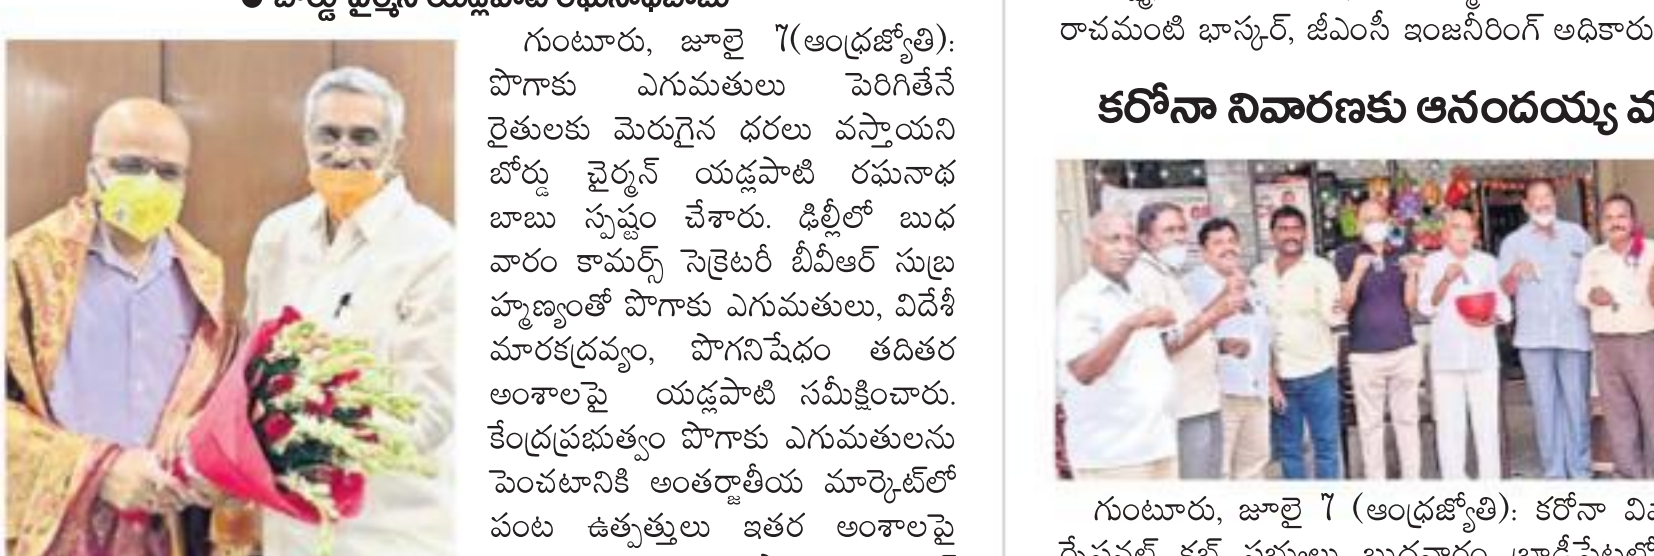 గుంటూరు, జూలై 7(ఆంధ్రజ్యోతి):
పొగాకు ఎగుమతులు పెరిగితేనే
రైతులకు మెరుగైన ధరలు వస్తాయని
బోర్డు చైర్మన్ యడ్లపాటి రఘునాథ
బాబు స్పష్టం చేశారు. ఢిల్లీలో బుధ
వారం కామర్స్ సెక్రెటరీ బీవీఆర్ సుబ్ర
హ్మణ్యంతో పొగాకు ఎగుమతులు, విదేశీ
మారకద్రవ్యం, పొగనిషేధం తదితర
అంశాలపై యడ్లపాటి సమీక్షించారు.
కేంద్రప్రభుత్వం పొగాకు ఎగుమతులను
పెంచటానికి అంతర్జాతీయ మార్కెట్‌లో
పంట ఉత్పత్తులు ఇతర అంశాలపై
రాచమంటి భాస్కర్, జీఎంసీ ఇంజనీరింగ్ అధికారు
కరోనా నివారణకు ఆనందయ్య
గుంటూరు, జూలై 7 (ఆంధ్రజ్యోతి): కరోనా